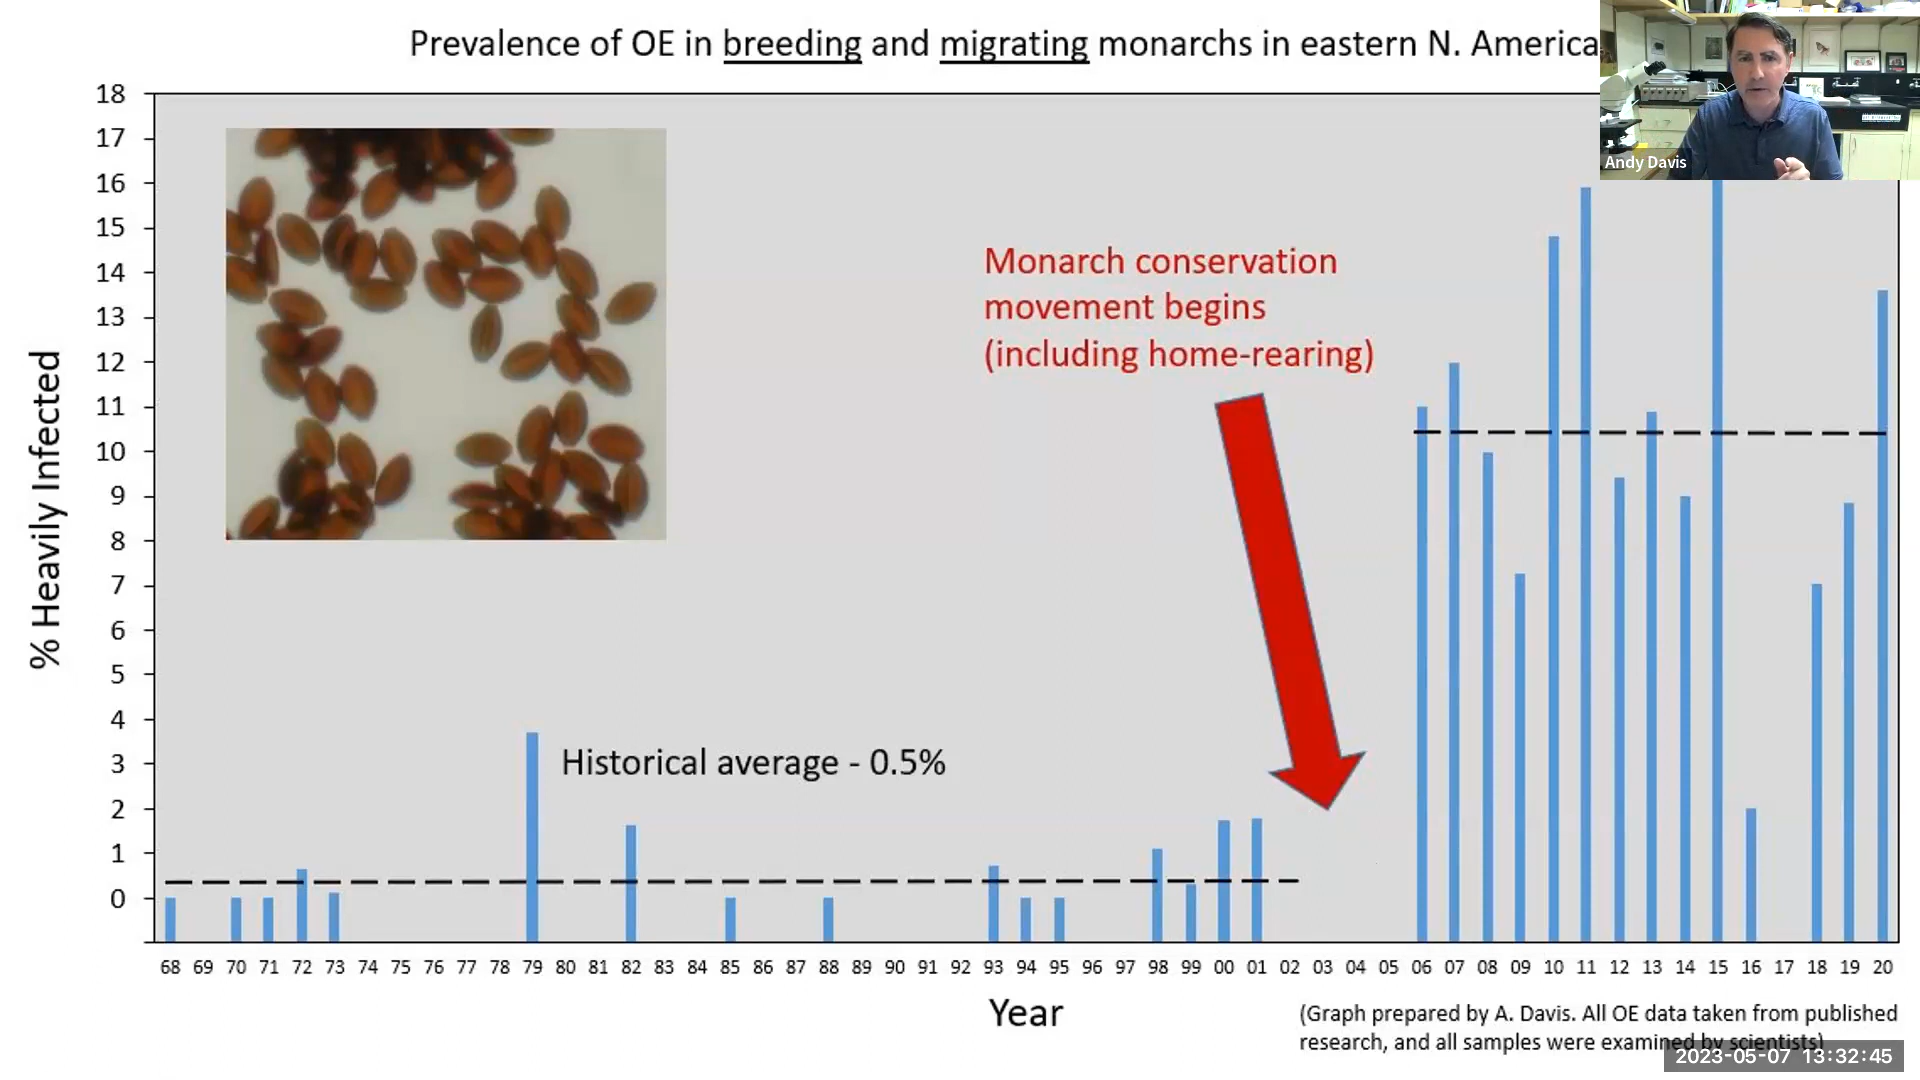 Prevalence of OE in breeding and migrating monarchs in eastern N. America
Andy Davis
18
17
16
15
14
13
12
11
10
9
8
7
6
5
4
3
2
1
0
% Heavily Infected
Monarch conservation
movement begins
(including home-rearing)
Historical average - 0.5%
68 69 70 71 72 73 74 75 76 77 78 79 80 81 82 83 84 85 86 87 88 89 90 91 92 93 94 95 96 97 98 99 00 01 02 03 04 05 06 07 08 09 10 11 12 13 14 15 16 17 18 19 20
Year
(Graph prepared by A. Davis. All OE data taken from published
research, and all samples were examined by scientists)
2023-05-07 13:32:45